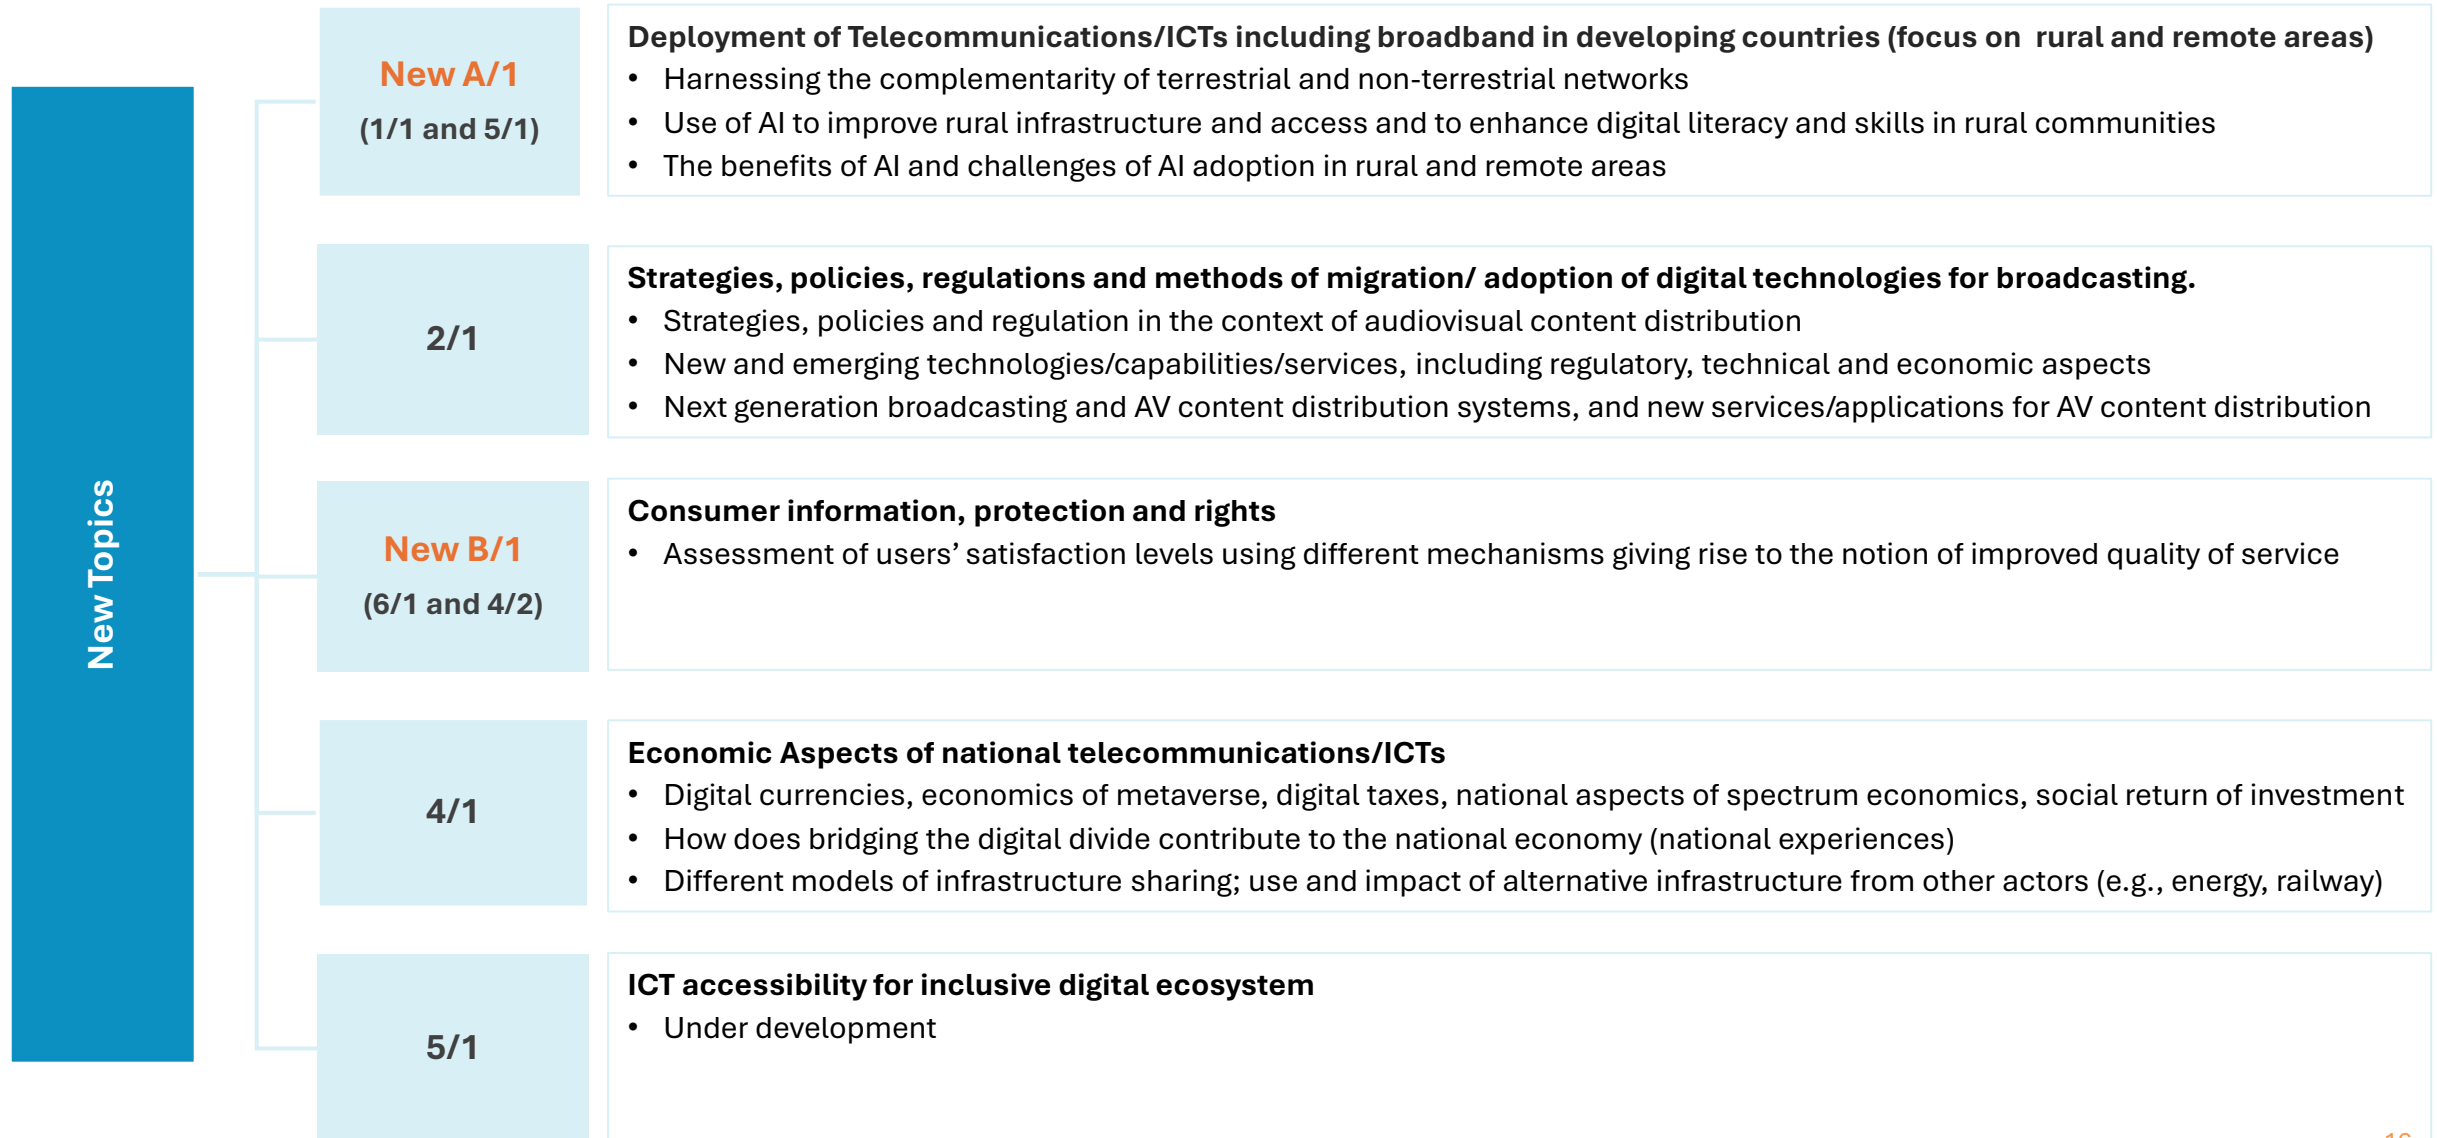 New Topics
New A/1
(1/1 and 5/1)
Deployment of Telecommunications/ICTs including broadband in developing countries (focus on  rural and remote areas)
• Harnessing the complementarity of terrestrial and non-terrestrial networks
• Use of AI to improve rural infrastructure and access and to enhance digital literacy and skills in rural communities
• The benefits of AI and challenges of AI adoption in rural and remote areas
2/1
Strategies, policies, regulations and methods of migration/ adoption of digital technologies for broadcasting.
• Strategies, policies and regulation in the context of audiovisual content distribution
• New and emerging technologies/capabilities/services, including regulatory, technical and economic aspects
• Next generation broadcasting and AV content distribution systems, and new services/applications for AV content distribution
New B/1
(6/1 and 4/2)
Consumer information, protection and rights
• Assessment of users’ satisfaction levels using different mechanisms giving rise to the notion of improved quality of service
4/1
Economic Aspects of national telecommunications/ICTs
• Digital currencies, economics of metaverse, digital taxes, national aspects of spectrum economics, social return of investment
• How does bridging the digital divide contribute to the national economy (national experiences)
• Different models of infrastructure sharing; use and impact of alternative infrastructure from other actors (e.g., energy, railway)
5/1
ICT accessibility for inclusive digital ecosystem
• Under development